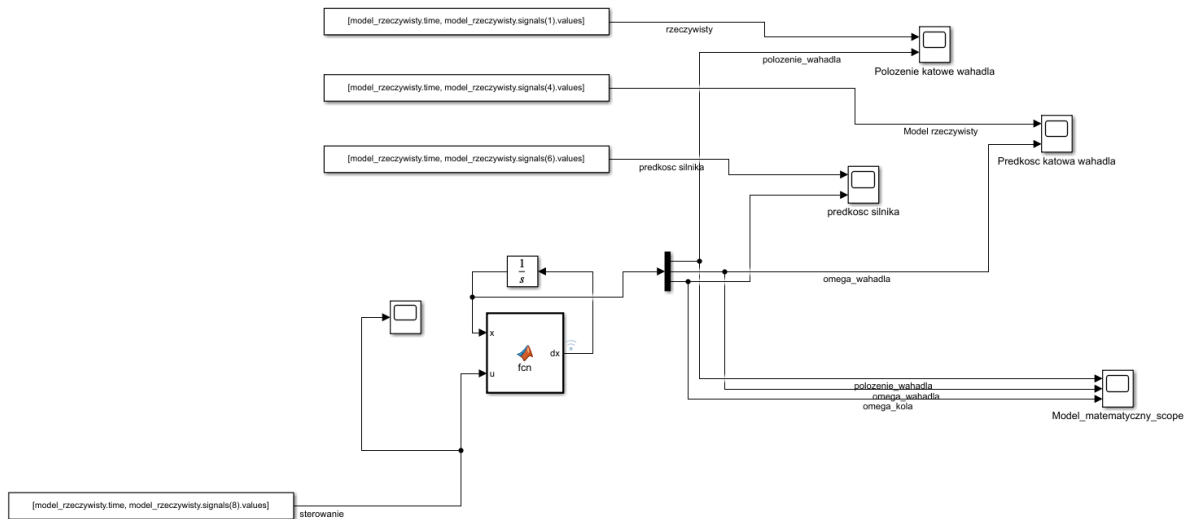 [model_rzeczywisty.time, model_rzeczywisty.signals(1).values]
rzeczywisty
polozenie_wahadla
Polozenie katowe wahadla
[model_rzeczywisty.time, model_rzeczywisty.signals(4).values]
Model rzeczywisty
Predkosc katowa wahadla
[model_rzeczywisty.time, model_rzeczywisty.signals(6).values]
predkosc silnika
predkosc silnika
1
s
omega_wahadla
x
dx
fcn
u
polozenie_wahadla
omega_wahadla
omega_kola
Model_matematyczny_scope
[model_rzeczywisty.time, model_rzeczywisty.signals(8).values]
sterowanie